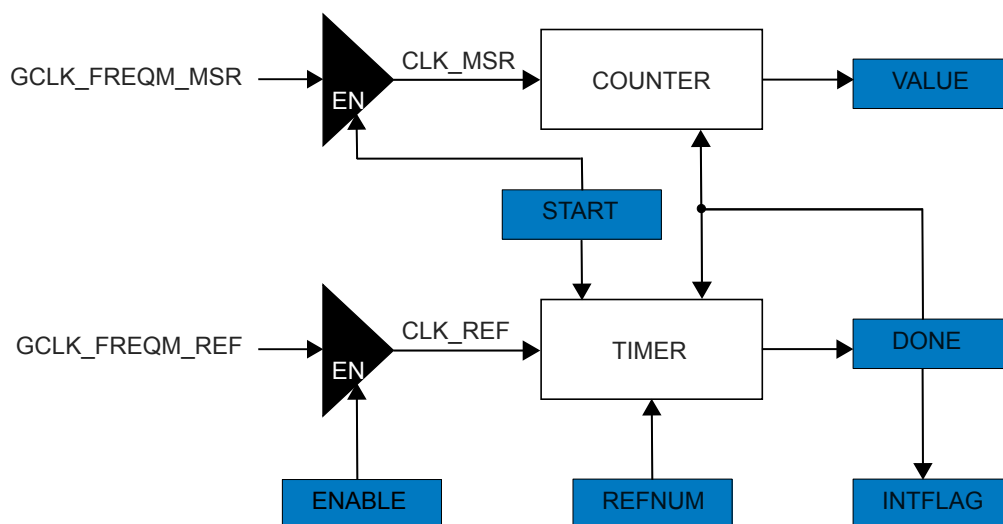 GCLK_FREQM_MSR
EN
CLK_MSR
COUNTER
VALUE
START
GCLK_FREQM_REF
EN
CLK_REF
TIMER
DONE
ENABLE
REFNUM
INTFLAG